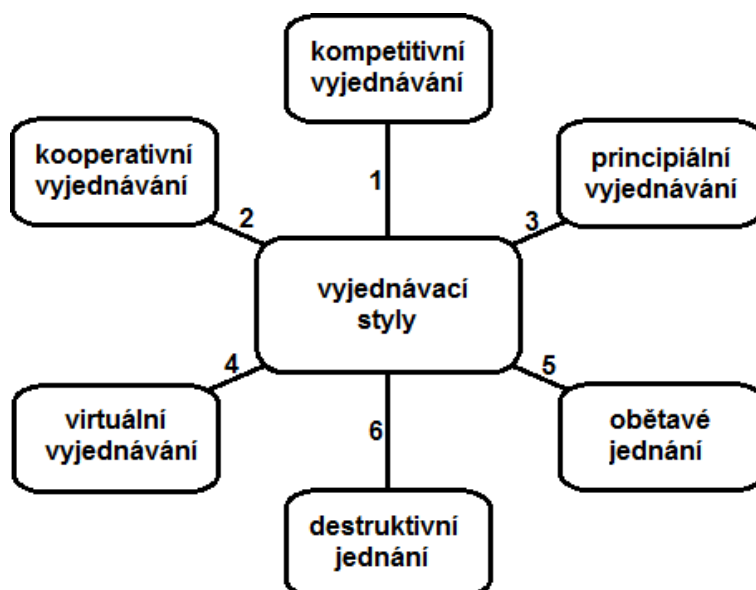 kompetitivní
vyjednávání
kooperativní
vyjednávání
principiální
vyjednávání
1
2
3
vyjednávací
styly
4
5
virtuální
vyjednávání
6
obětavé
jednání
destruktivní
jednání